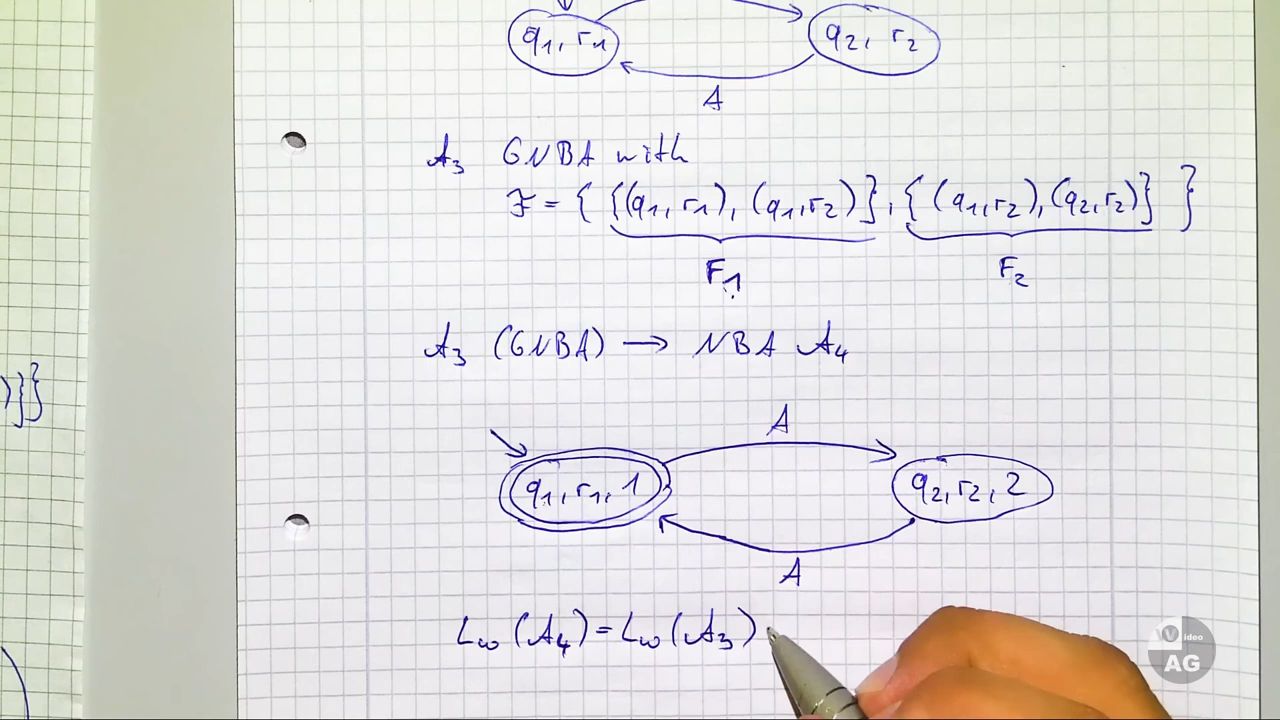 q₁, r₁ q₂, r₂
A
A₃ GNBA with
F = { {(q₁, r₁), (q₁, r₂)}, { (q₁, r₂), (q₂, r₂)} }
F₁ F₂
)}}
A₃ (GNBA) → NBA A₄
A
q₁, r₁, 1 q₂, r₂, 2
A
Lω (A₄) = Lω (A₃)
Video
AG